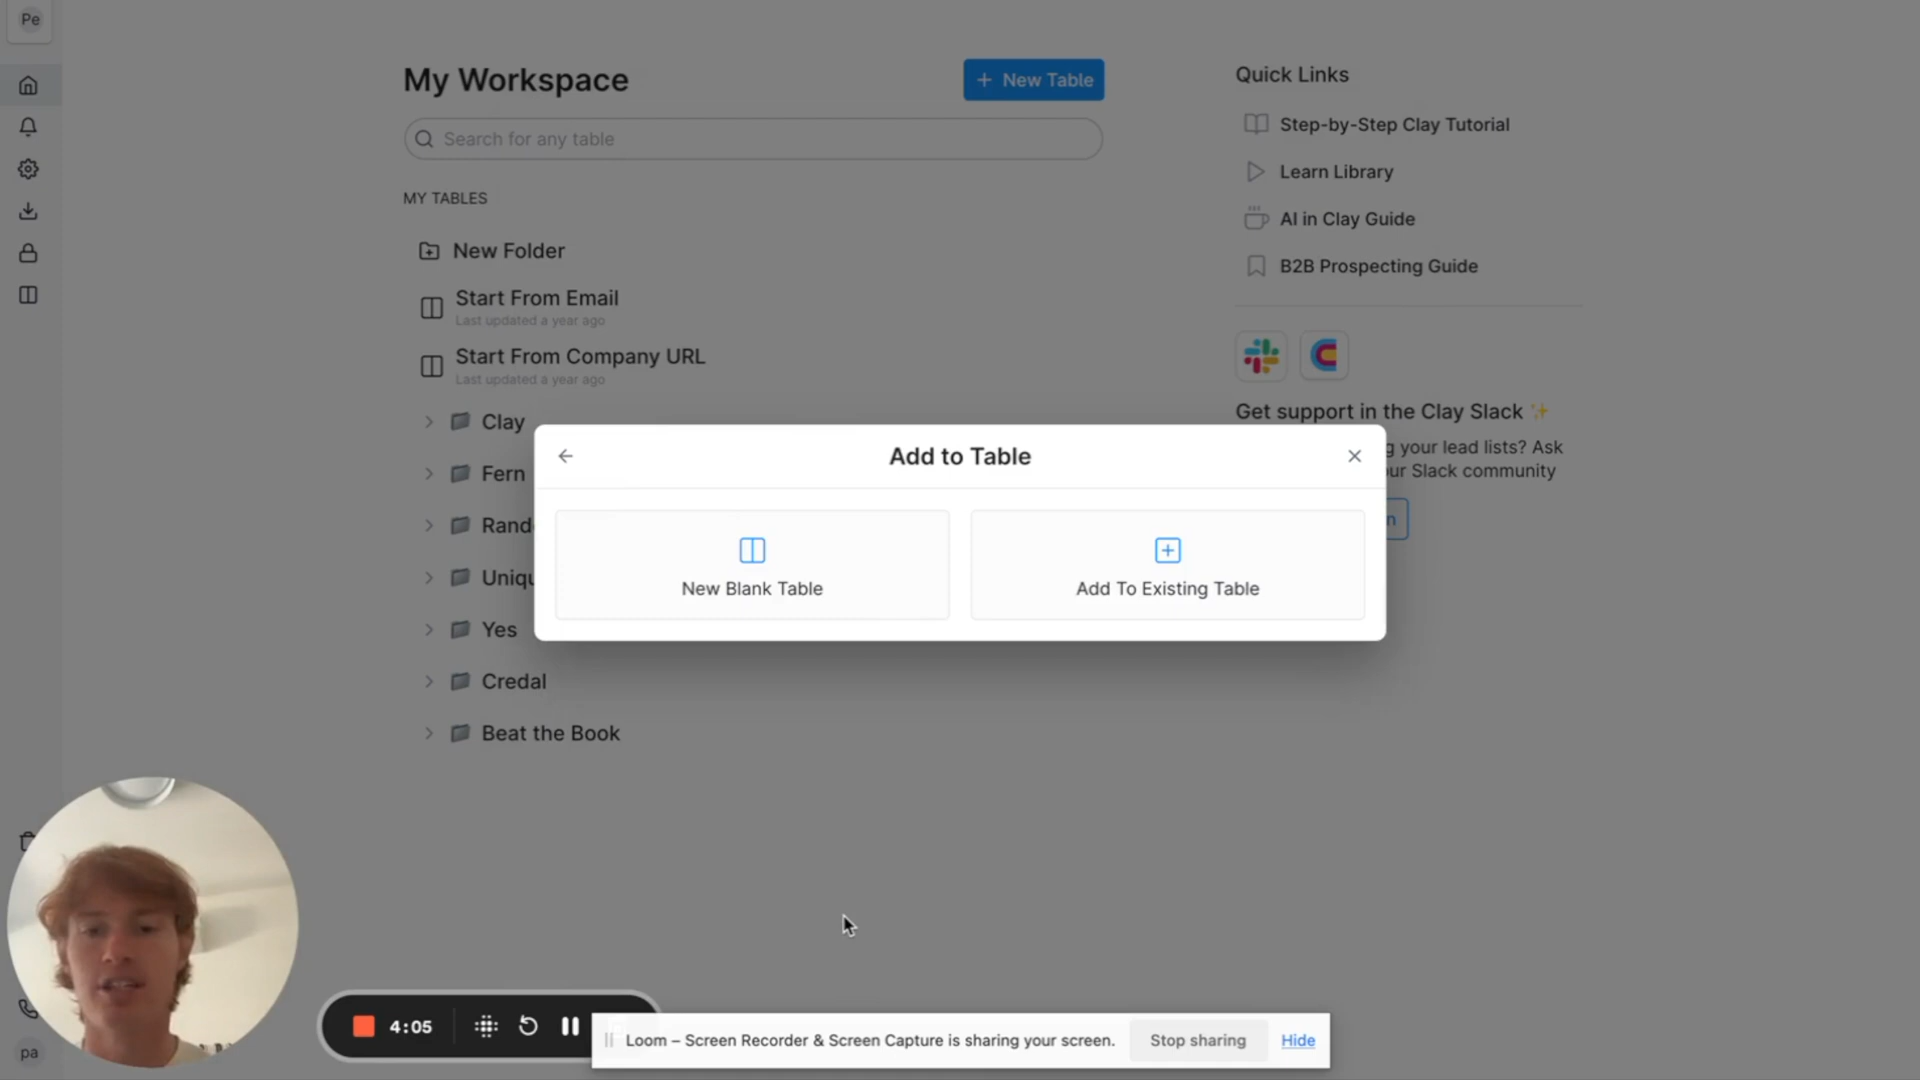 Pe
My Workspace
+ New Table
Search for any table
MY TABLES
New Folder
Start From Email
Last updated a year ago
Start From Company URL
Last updated a year ago
Clay
Fern
Rand
Uniqu
Yes
Credal
Beat the Book
Quick Links
Step-by-Step Clay Tutorial
Learn Library
AI in Clay Guide
B2B Prospecting Guide
Get support in the Clay Slack ✨
g your lead lists? Ask
ur Slack community
n
Add to Table
New Blank Table
Add To Existing Table
pa
4:05
Loom – Screen Recorder & Screen Capture is sharing your screen.
Stop sharing
Hide